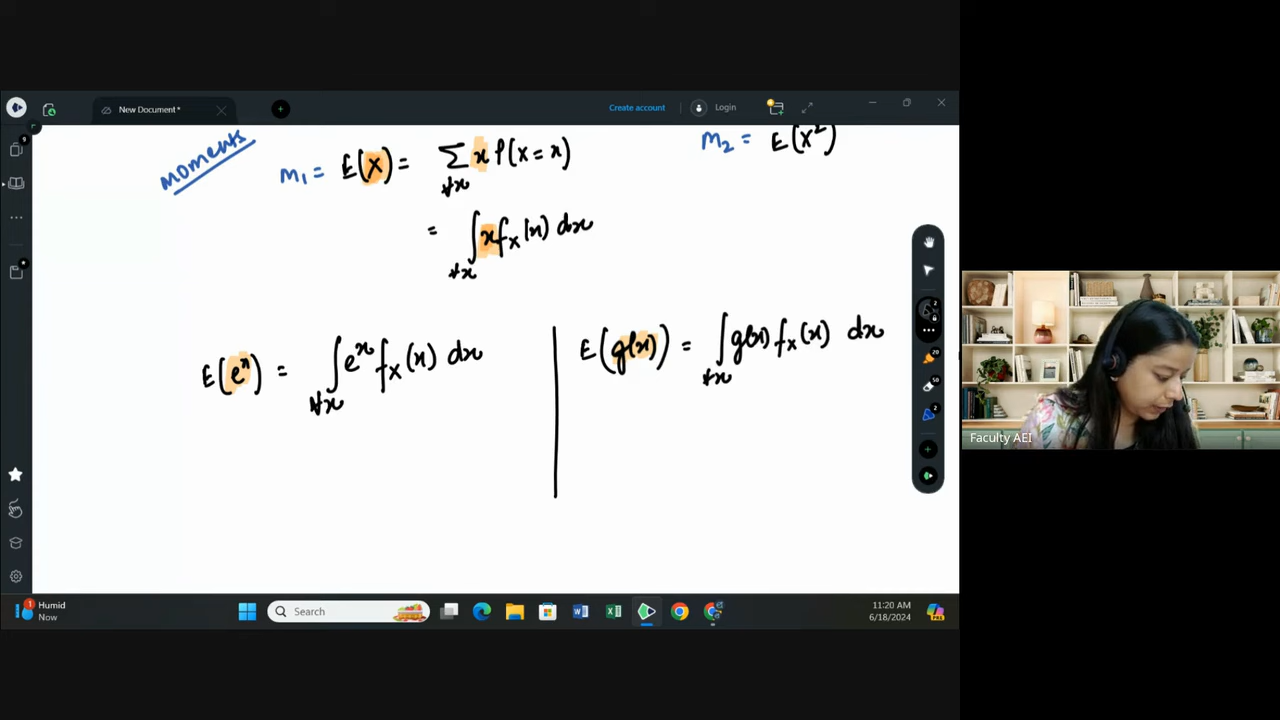 New Document*
Create account
Login
moments
m₁ = E(X) = Σ x P(X = x)
∀x
m₂ = E(X²)
= ∫ x fₓ(x) dx
∀x
E(eˣ) = ∫ eˣ fₓ(x) dx
∀x
E(g(x)) = ∫ g(x) fₓ(x) dx
∀x
Faculty AEI
Humid
Now
Search
11:20 AM
6/18/2024